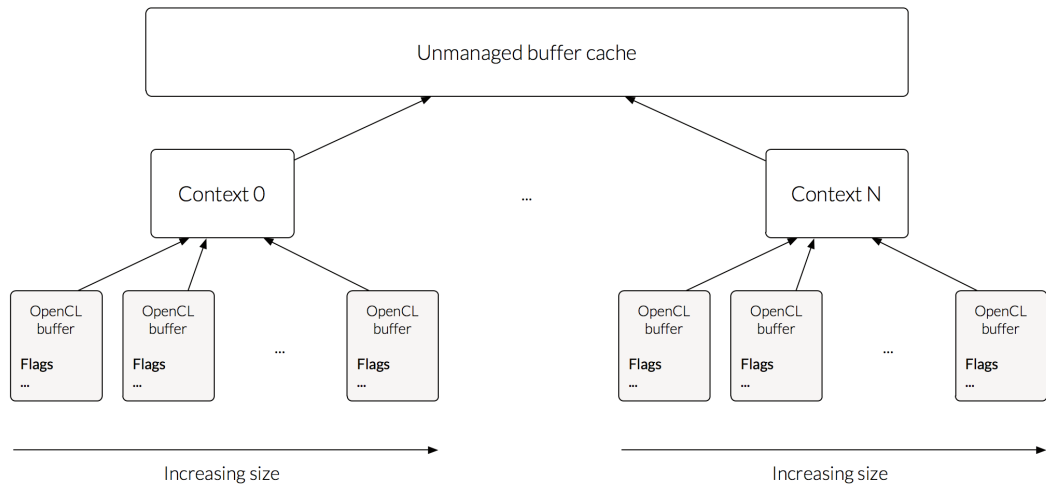 Unmanaged buffer cache
Context 0
...
Context N
OpenCL
buffer
Flags
...
OpenCL
buffer
Flags
...
...
OpenCL
buffer
Flags
...
OpenCL
buffer
Flags
...
OpenCL
buffer
Flags
...
...
OpenCL
buffer
Flags
...
Increasing size
Increasing size